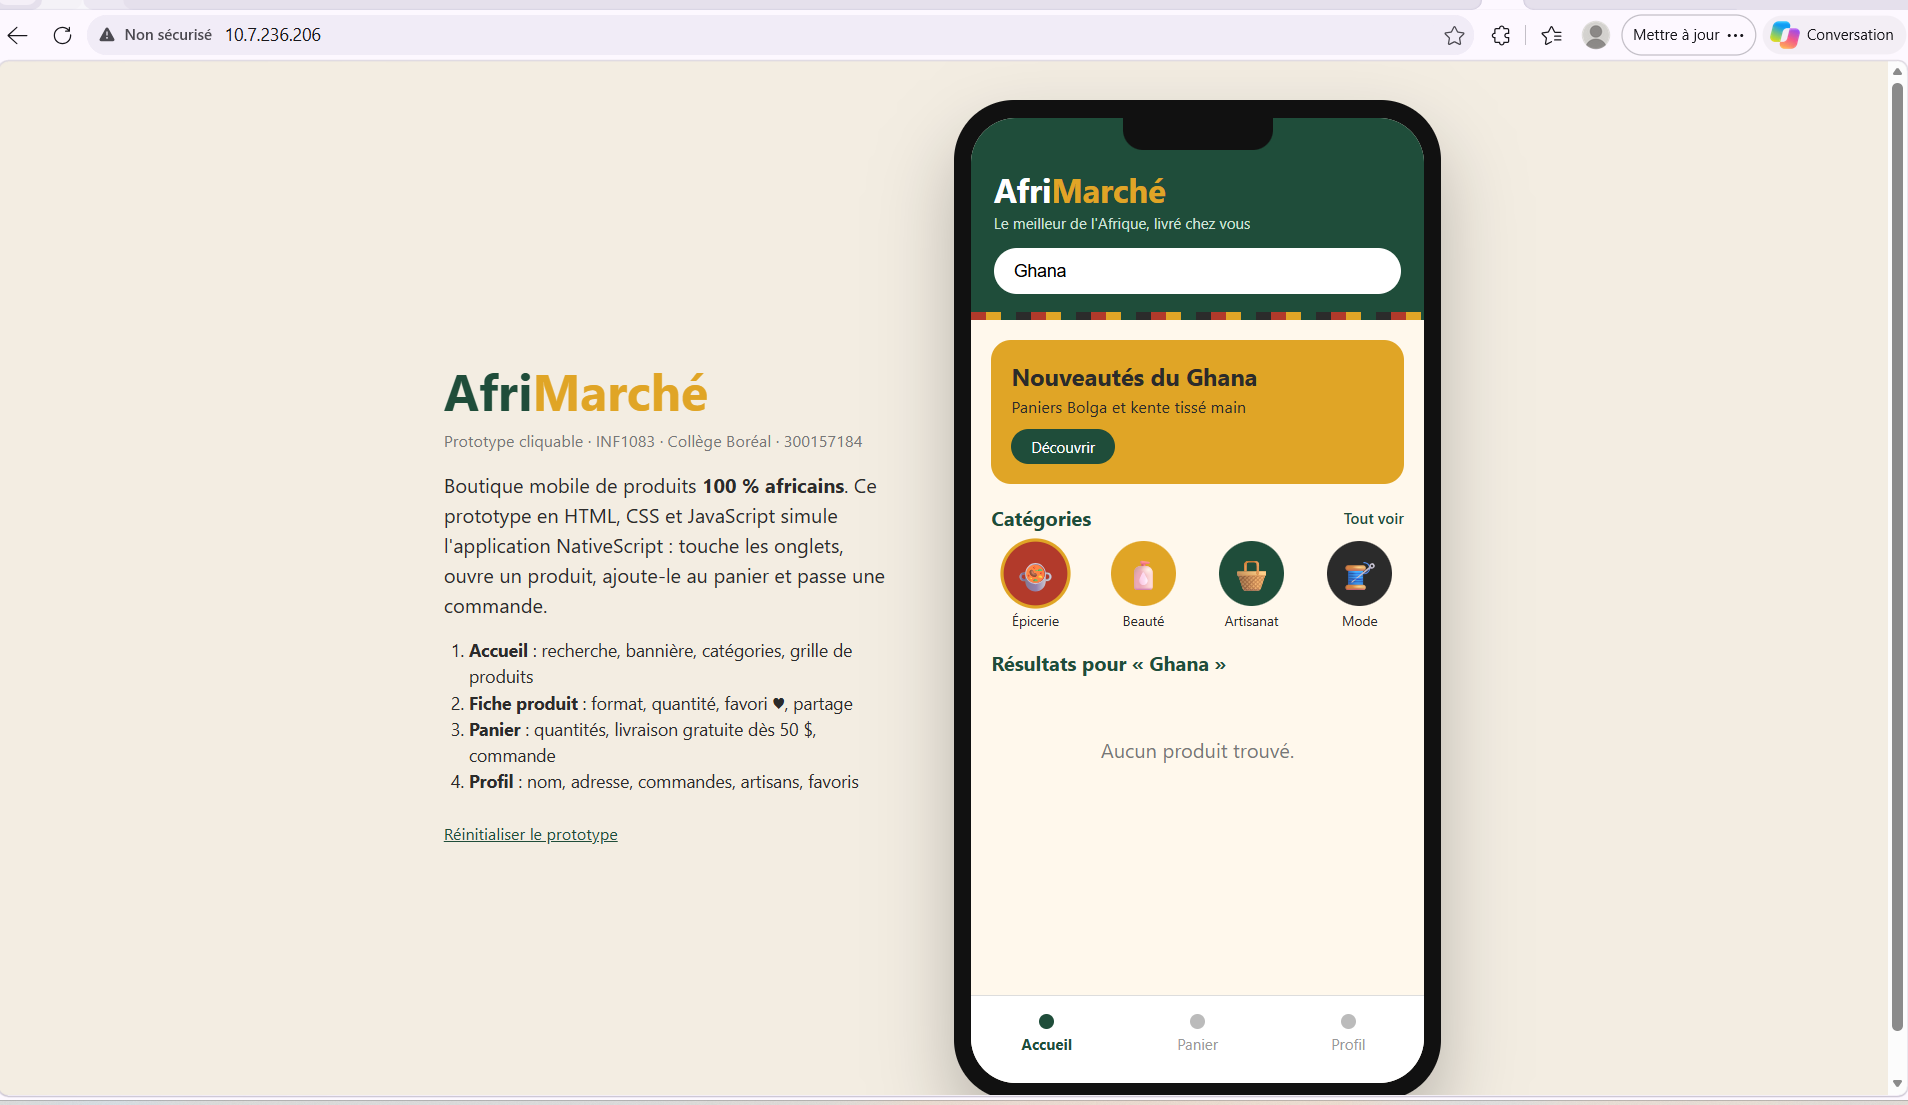 Non sécurisé 10.7.236.206
Mettre à jour ···
Conversation
AfriMarché
Prototype cliquable · INF1083 · Collège Boréal · 300157184
Boutique mobile de produits 100 % africains. Ce
prototype en HTML, CSS et JavaScript simule
l'application NativeScript : touche les onglets,
ouvre un produit, ajoute-le au panier et passe une
commande.
1. Accueil : recherche, bannière, catégories, grille de
produits
2. Fiche produit : format, quantité, favori ♥, partage
3. Panier : quantités, livraison gratuite dès 50 $,
commande
4. Profil : nom, adresse, commandes, artisans, favoris
Réinitialiser le prototype
AfriMarché
Le meilleur de l'Afrique, livré chez vous
Ghana
Nouveautés du Ghana
Paniers Bolga et kente tissé main
Découvrir
Catégories
Tout voir
Épicerie
Beauté
Artisanat
Mode
Résultats pour « Ghana »
Aucun produit trouvé.
Accueil
Panier
Profil